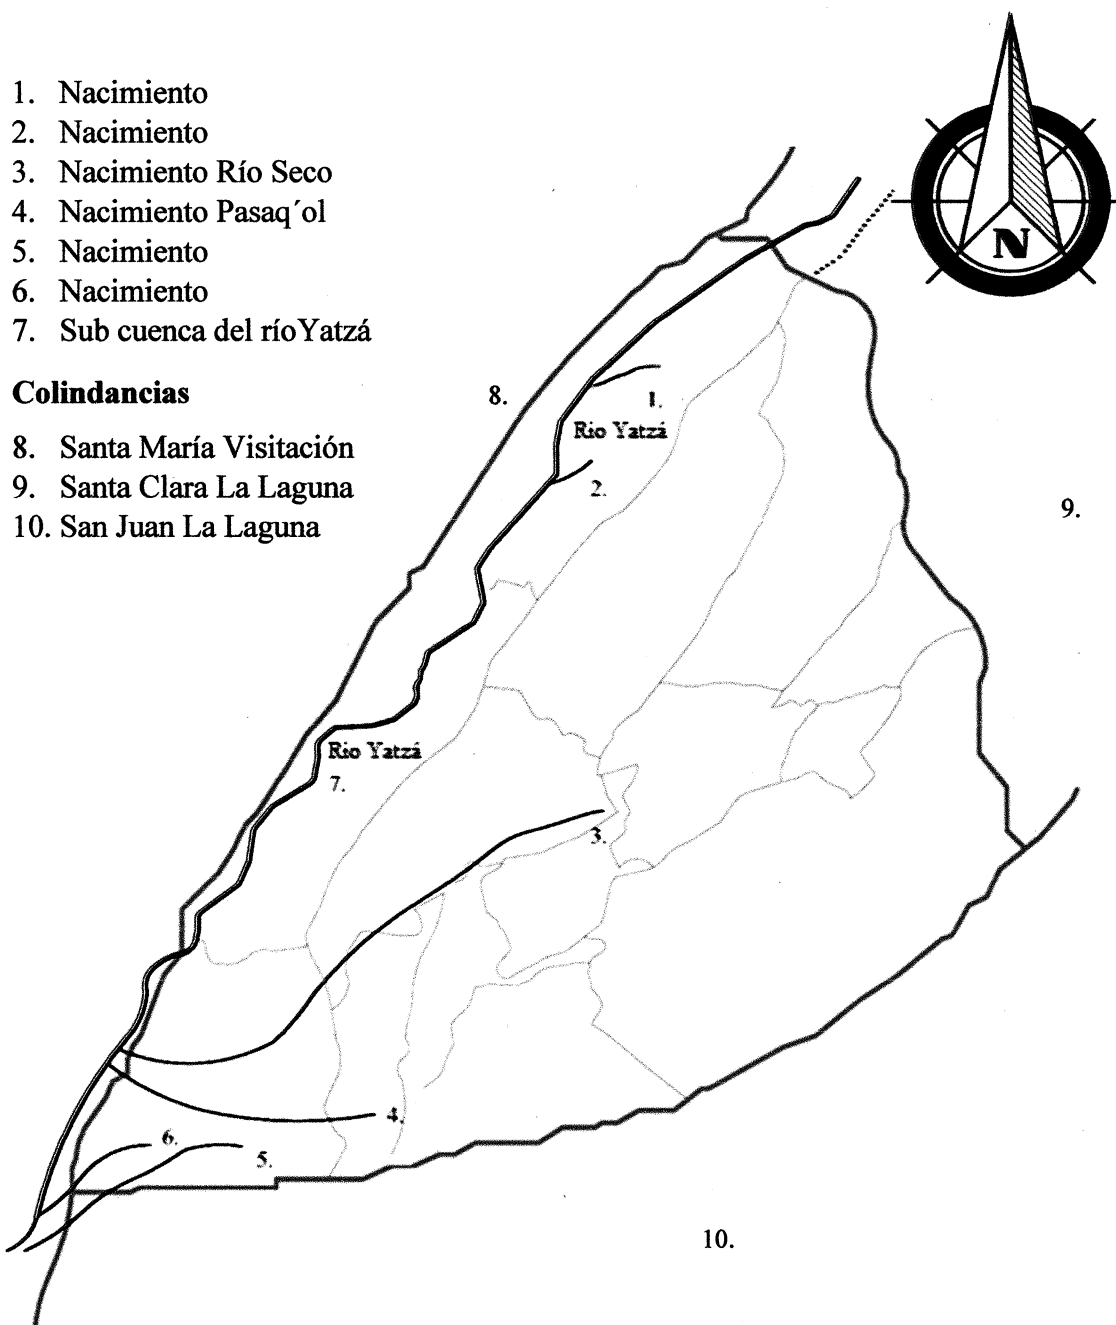 1. Nacimiento
2. Nacimiento
3. Nacimiento Río Seco
4. Nacimiento Pasaq´ol
5. Nacimiento
6. Nacimiento
7. Sub cuenca del ríoYatzá
Colindancias
8. Santa María Visitación
9. Santa Clara La Laguna
10. San Juan La Laguna
N
8.
1.
Rio Yatzá
2.
9.
Rio Yatzá
7.
3.
4.
6.
5.
10.